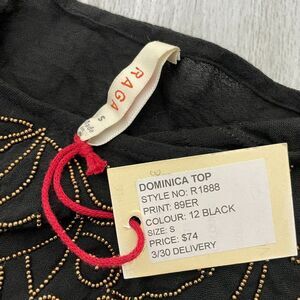 RAGA
S
DOMINICA TOP
STYLE NO: R1888
PRINT: 89ER
COLOUR: 12 BLACK
SIZE: S
PRICE: $74
3/30 DELIVERY